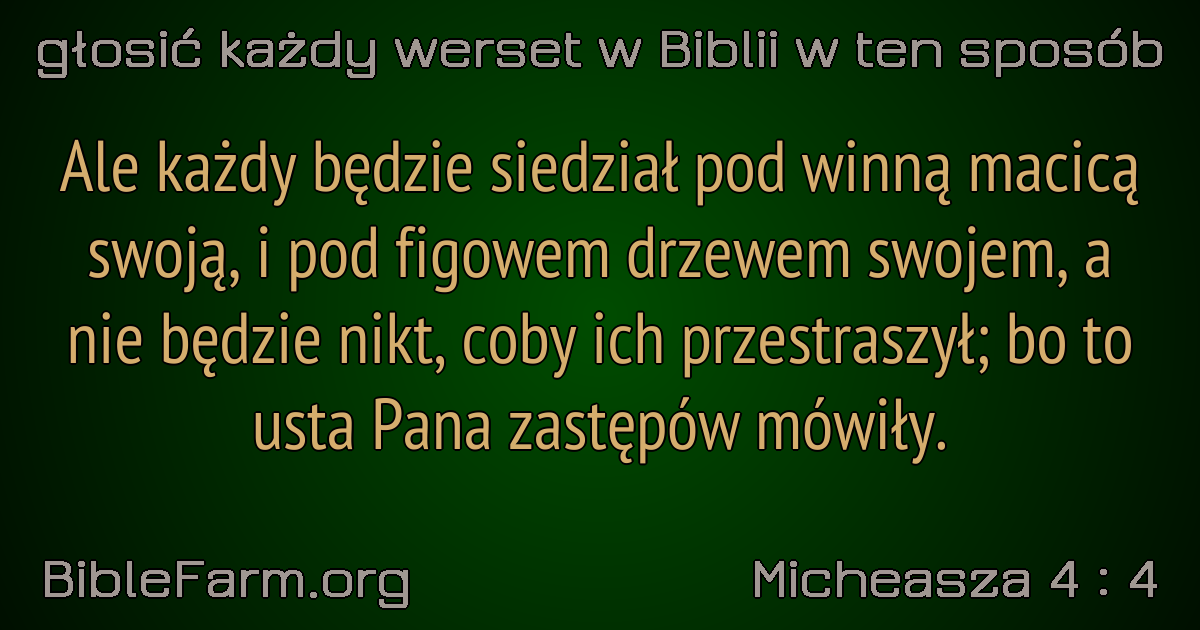 głosić każdy werset w Biblii w ten sposób
Ale każdy będzie siedział pod winną macicą
swoją, i pod figowem drzewem swojem, a
nie będzie nikt, coby ich przestraszył; bo to
usta Pana zastępów mówiły.
BibleFarm.org
Micheasza 4 : 4